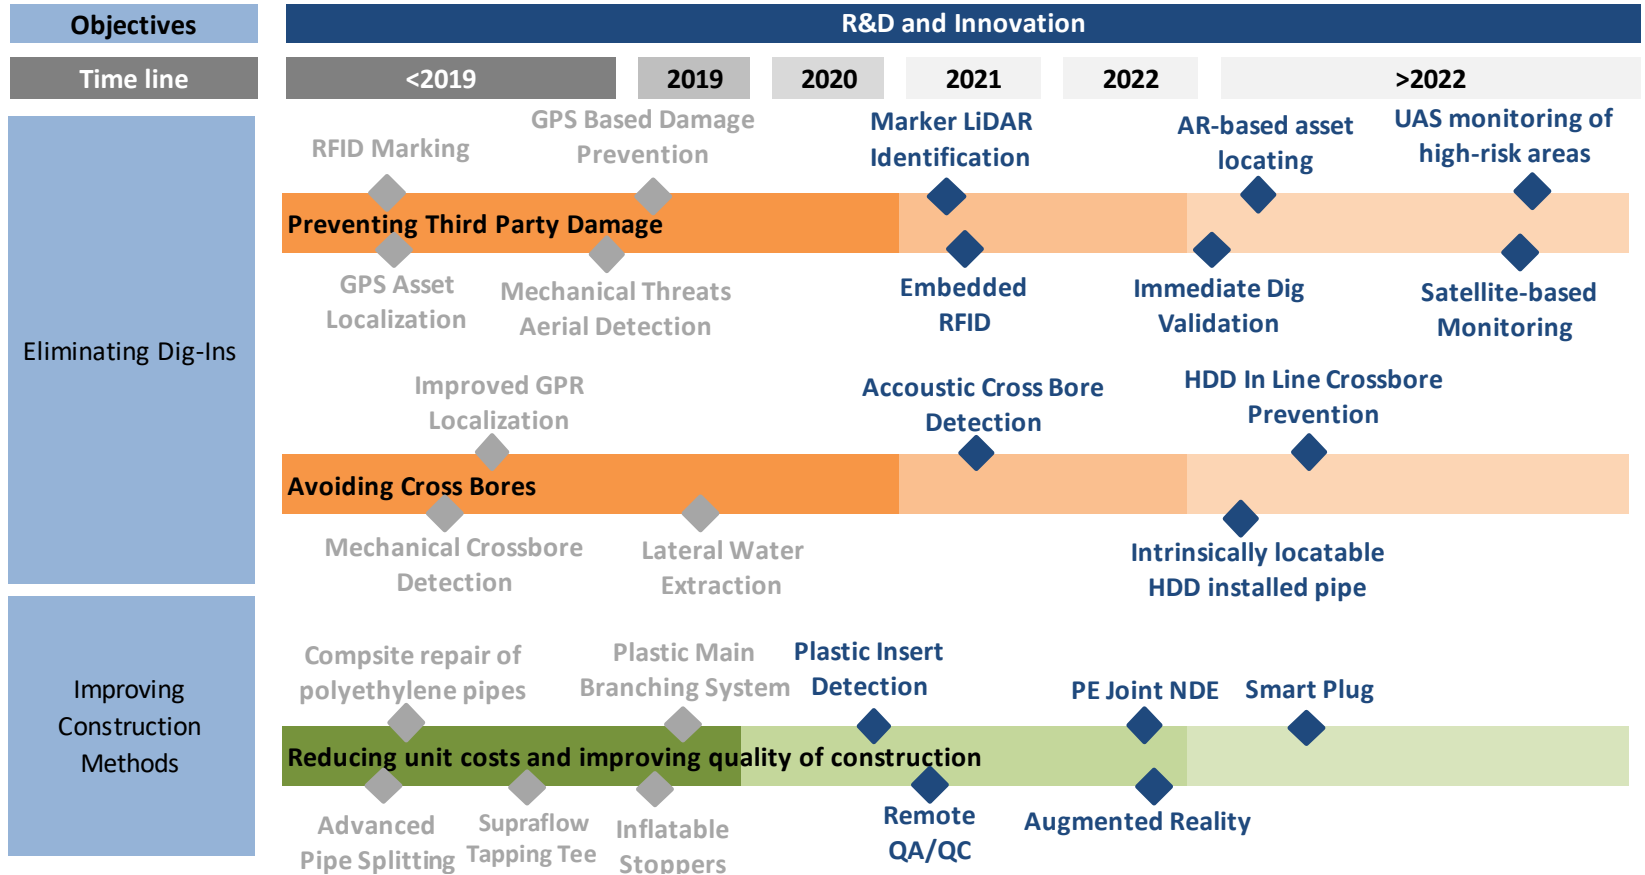 Objectives
R&D and Innovation
Time line
<2019
2019
2020
2021
2022
>2022
Eliminating Dig-Ins
RFID Marking
GPS Based Damage
Prevention
Marker LiDAR
Identification
AR-based asset
locating
UAS monitoring of
high-risk areas
Preventing Third Party Damage
GPS Asset
Localization
Mechanical Threats
Aerial Detection
Embedded
RFID
Immediate Dig
Validation
Satellite-based
Monitoring
Improved GPR
Localization
Accoustic Cross Bore
Detection
HDD In Line Crossbore
Prevention
Avoiding Cross Bores
Mechanical Crossbore
Detection
Lateral Water
Extraction
Intrinsically locatable
HDD installed pipe
Improving
Construction
Methods
Compsite repair of
polyethylene pipes
Plastic Main
Branching System
Plastic Insert
Detection
PE Joint NDE
Smart Plug
Reducing unit costs and improving quality of construction
Advanced
Pipe Splitting
Supraflow
Tapping Tee
Inflatable
Stoppers
Remote
QA/QC
Augmented Reality